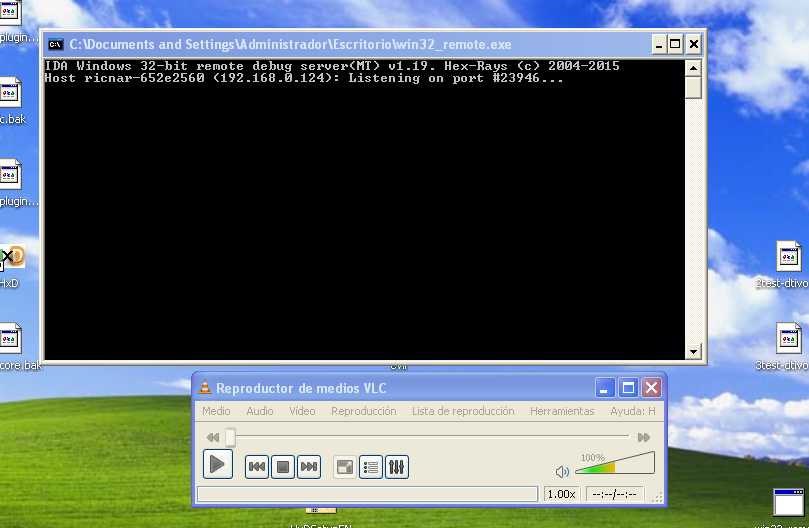 C:\Documents and Settings\Administrador\Escritorio\win32_remote.exe
IDA Windows 32-bit remote debug server(MT) v1.19. Hex-Rays (c) 2004-2015
Host ricnar-652e2560 (192.168.0.124): Listening on port #23946...
plugin...
c.bak
plugin...
HxD
core.bak
2test-dtivo
3test-dtivo
Reproductor de medios VLC
Medio Audio Vídeo Reproducción Lista de reproducción Herramientas Ayuda: H
100%
1.00x --:--/--:--